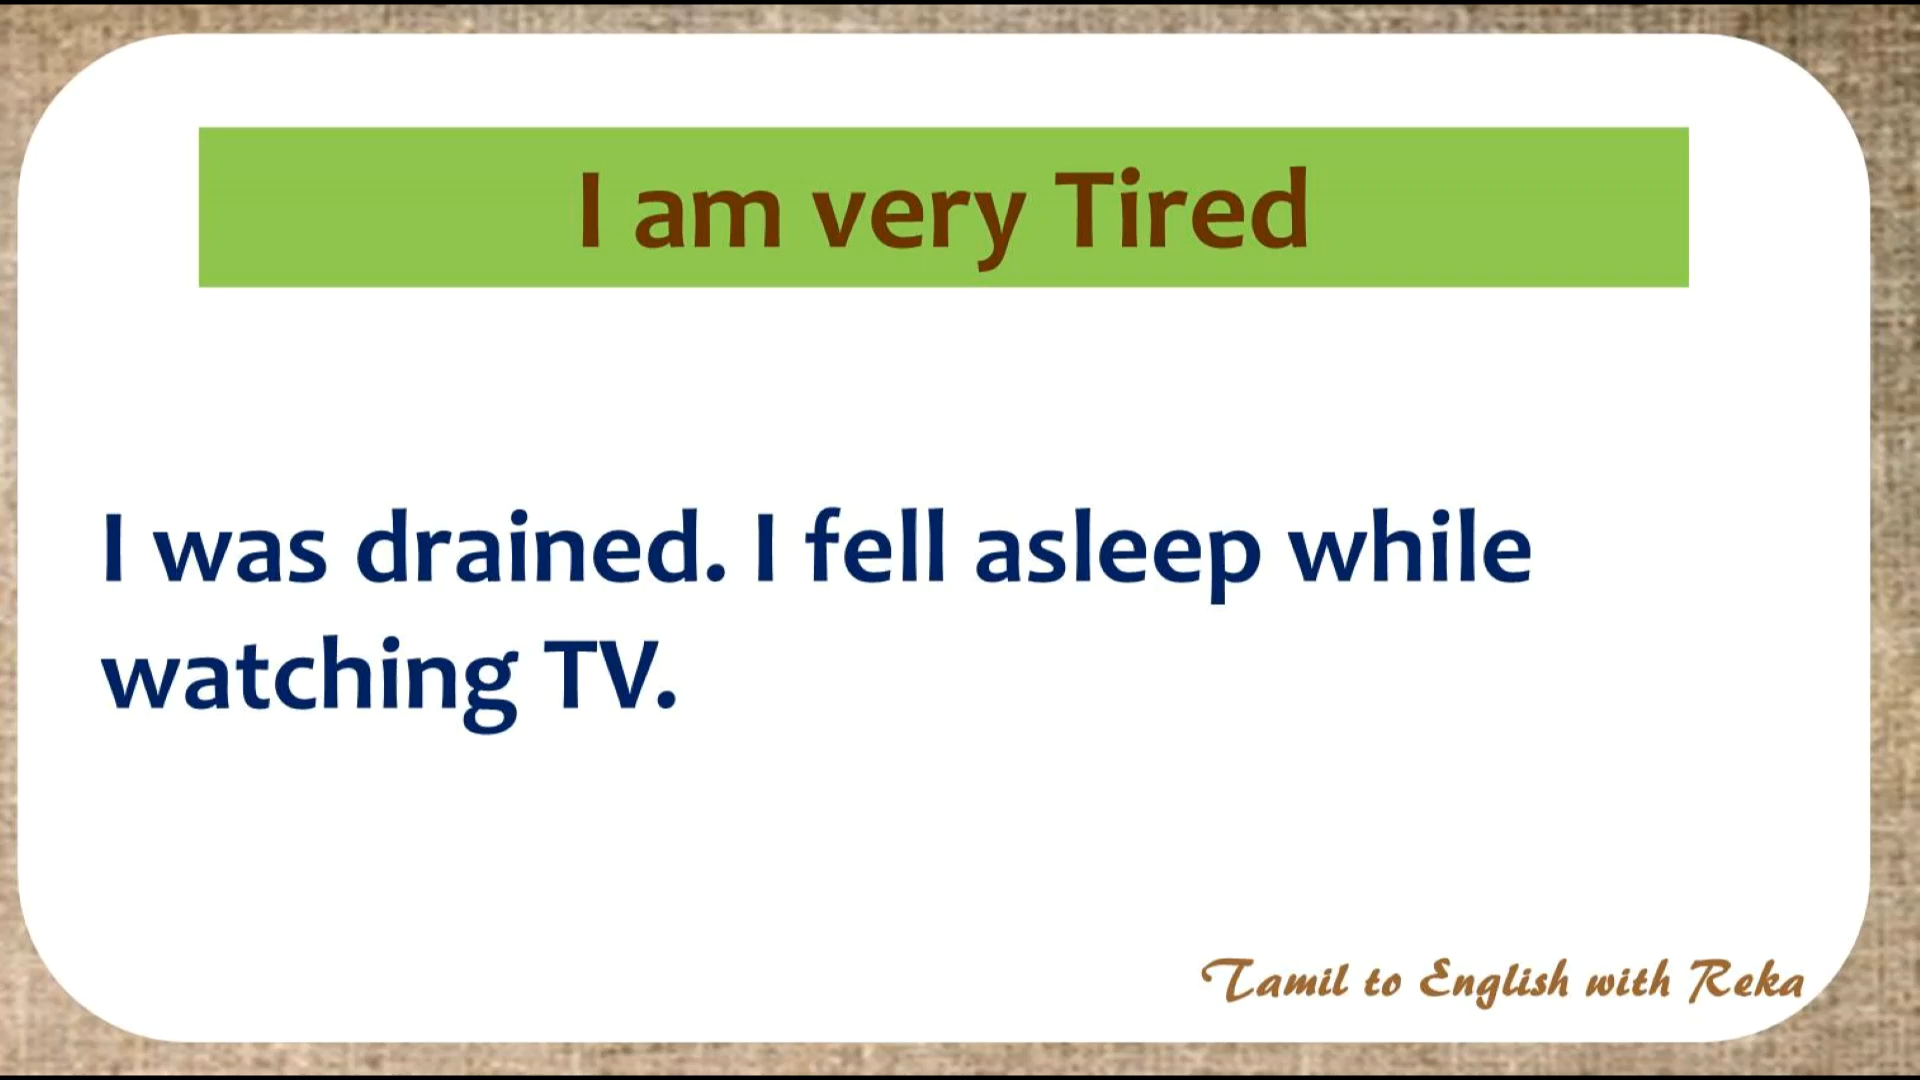 I am very Tired
I was drained. I fell asleep while
watching TV.
Tamil to English with Reka